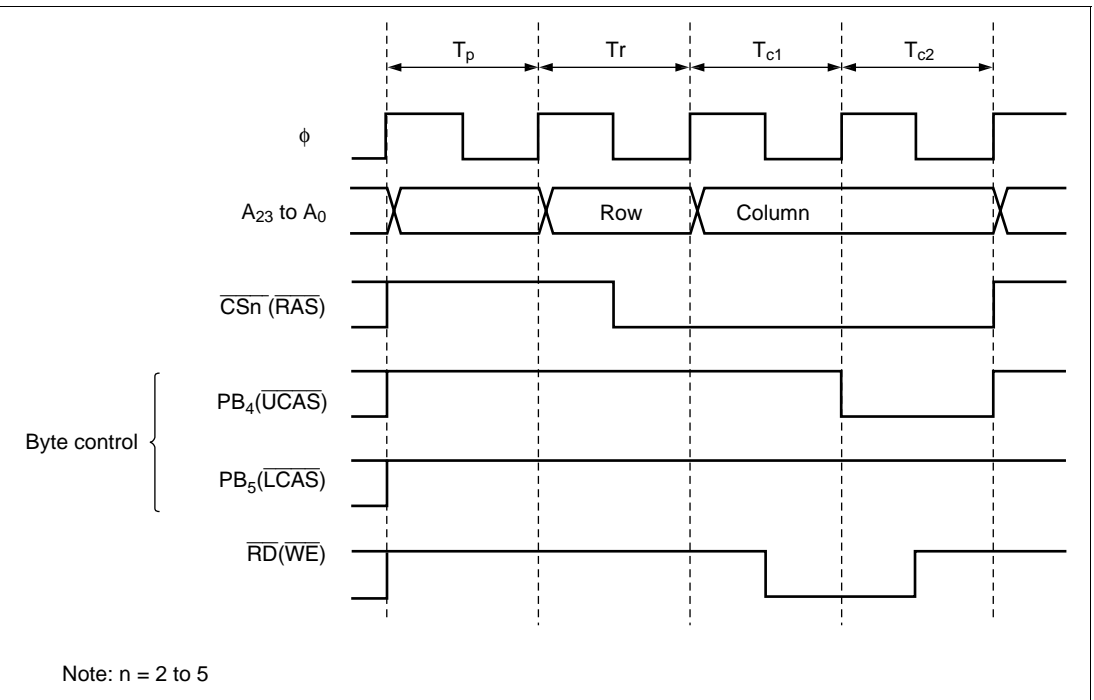 Tp Tr Tc1 Tc2
ϕ
A23 to A0
Row Column
CSn (RAS)
PB4(UCAS)
Byte control
PB5(LCAS)
RD(WE)
Note: n = 2 to 5